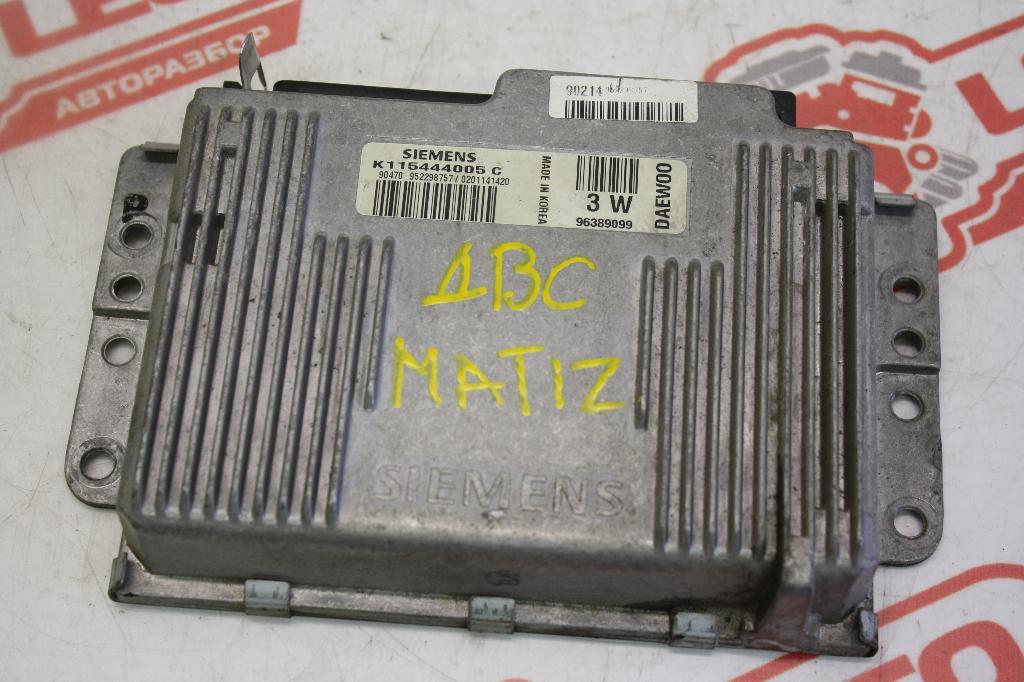 АВТОРАЗБОР
90214
SIEMENS
K115444005 C
90470 952298757/0201141420
MADE IN KOREA
3 W
96389099
DAEWOO
ДВС
MATIZ
SIEMENS